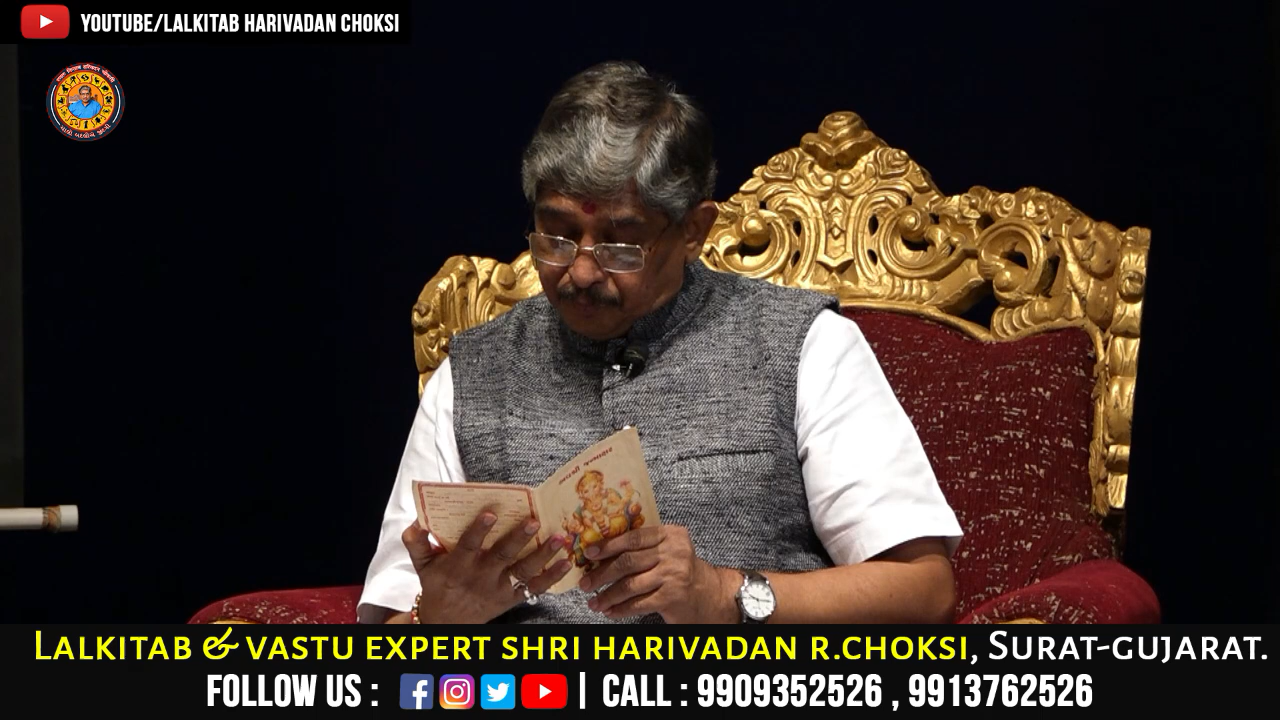 YOUTUBE/LALKITAB HARIVADAN CHOKSI
LALKITAB & VASTU EXPERT SHRI HARIVADAN R.CHOKSI, SURAT-GUJARAT.
FOLLOW US : | CALL : 9909352526 , 9913762526